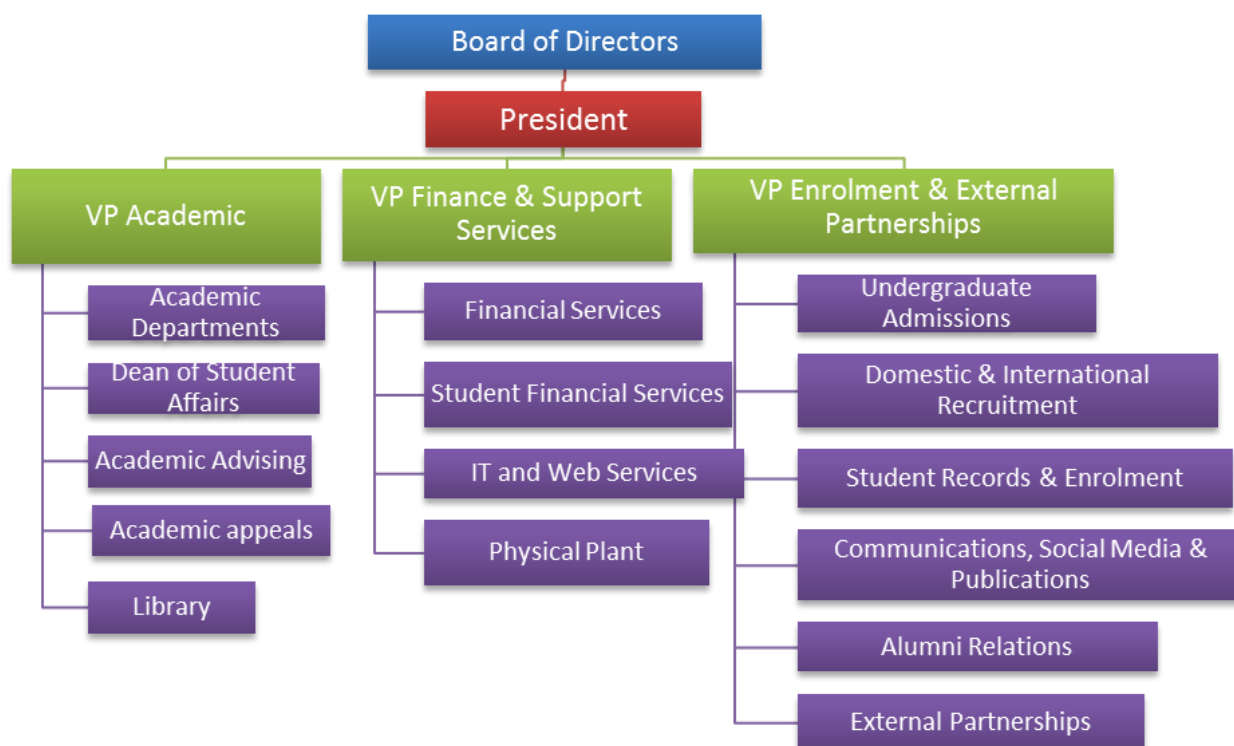 Board of Directors
President
VP Academic
Academic
Departments
Dean of Student
Affairs
Academic Advising
Academic appeals
Library
VP Finance & Support
Services
Financial Services
Student Financial Services
IT and Web Services
Physical Plant
VP Enrolment & External
Partnerships
Undergraduate
Admissions
Domestic & International
Recruitment
Student Records & Enrolment
Communications, Social Media &
Publications
Alumni Relations
External Partnerships